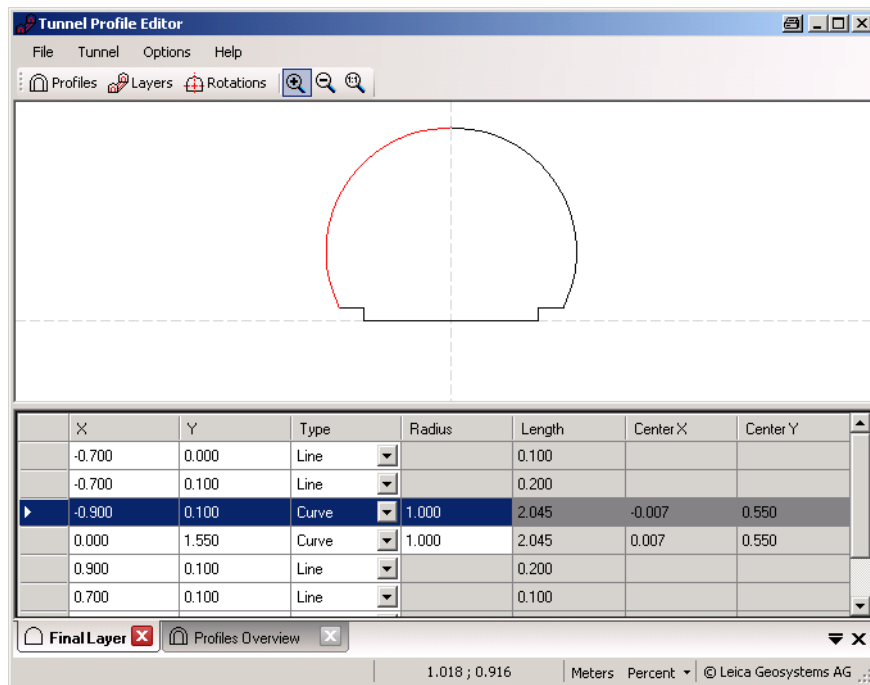 Tunnel Profile Editor
File Tunnel Options Help
Profiles Layers Rotations 1:1
X Y Type Radius Length Center X Center Y
-0.700 0.000 Line 0.100
-0.700 0.100 Line 0.200
-0.900 0.100 Curve 1.000 2.045 -0.007 0.550
0.000 1.550 Curve 1.000 2.045 0.007 0.550
0.900 0.100 Line 0.200
0.700 0.100 Line 0.100
Final Layer Profiles Overview
1.018 ; 0.916 Meters Percent © Leica Geosystems AG